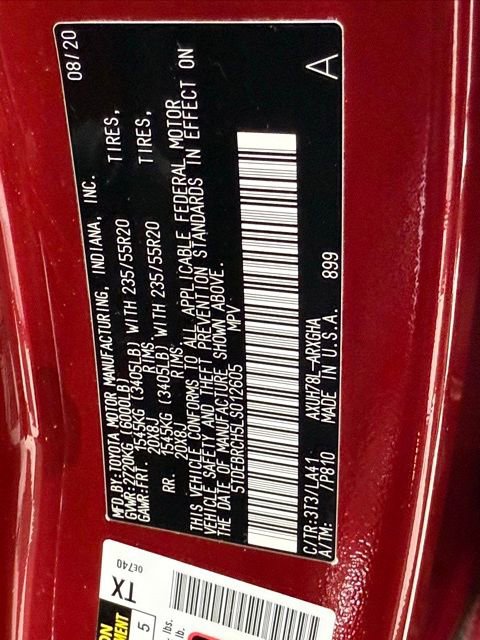 MFD.BY:TOYOTA MOTOR MANUFACTURING, INDIANA, INC. 08/20
GVWR:2720KG (6000LB)
GAWR:FRT. 1545KG (3405LB) WITH 235/55R20 TIRES,
20X8J RIMS,
RR. 1545KG (3405LB) WITH 235/55R20 TIRES,
20X8J RIMS
THIS VEHICLE CONFORMS TO ALL APPLICABLE FEDERAL MOTOR
VEHICLE SAFETY AND THEFT PREVENTION STANDARDS IN EFFECT ON
THE DATE OF MANUFACTURE SHOWN ABOVE.
5TDEBRCH5LS012605 MPV
C/TR:3T3/LA41 AXUH78L-ARXGHA 899 A
A/TM: /P810 MADE IN U.S.A.
TX
0E740
5
lbs.
lb.